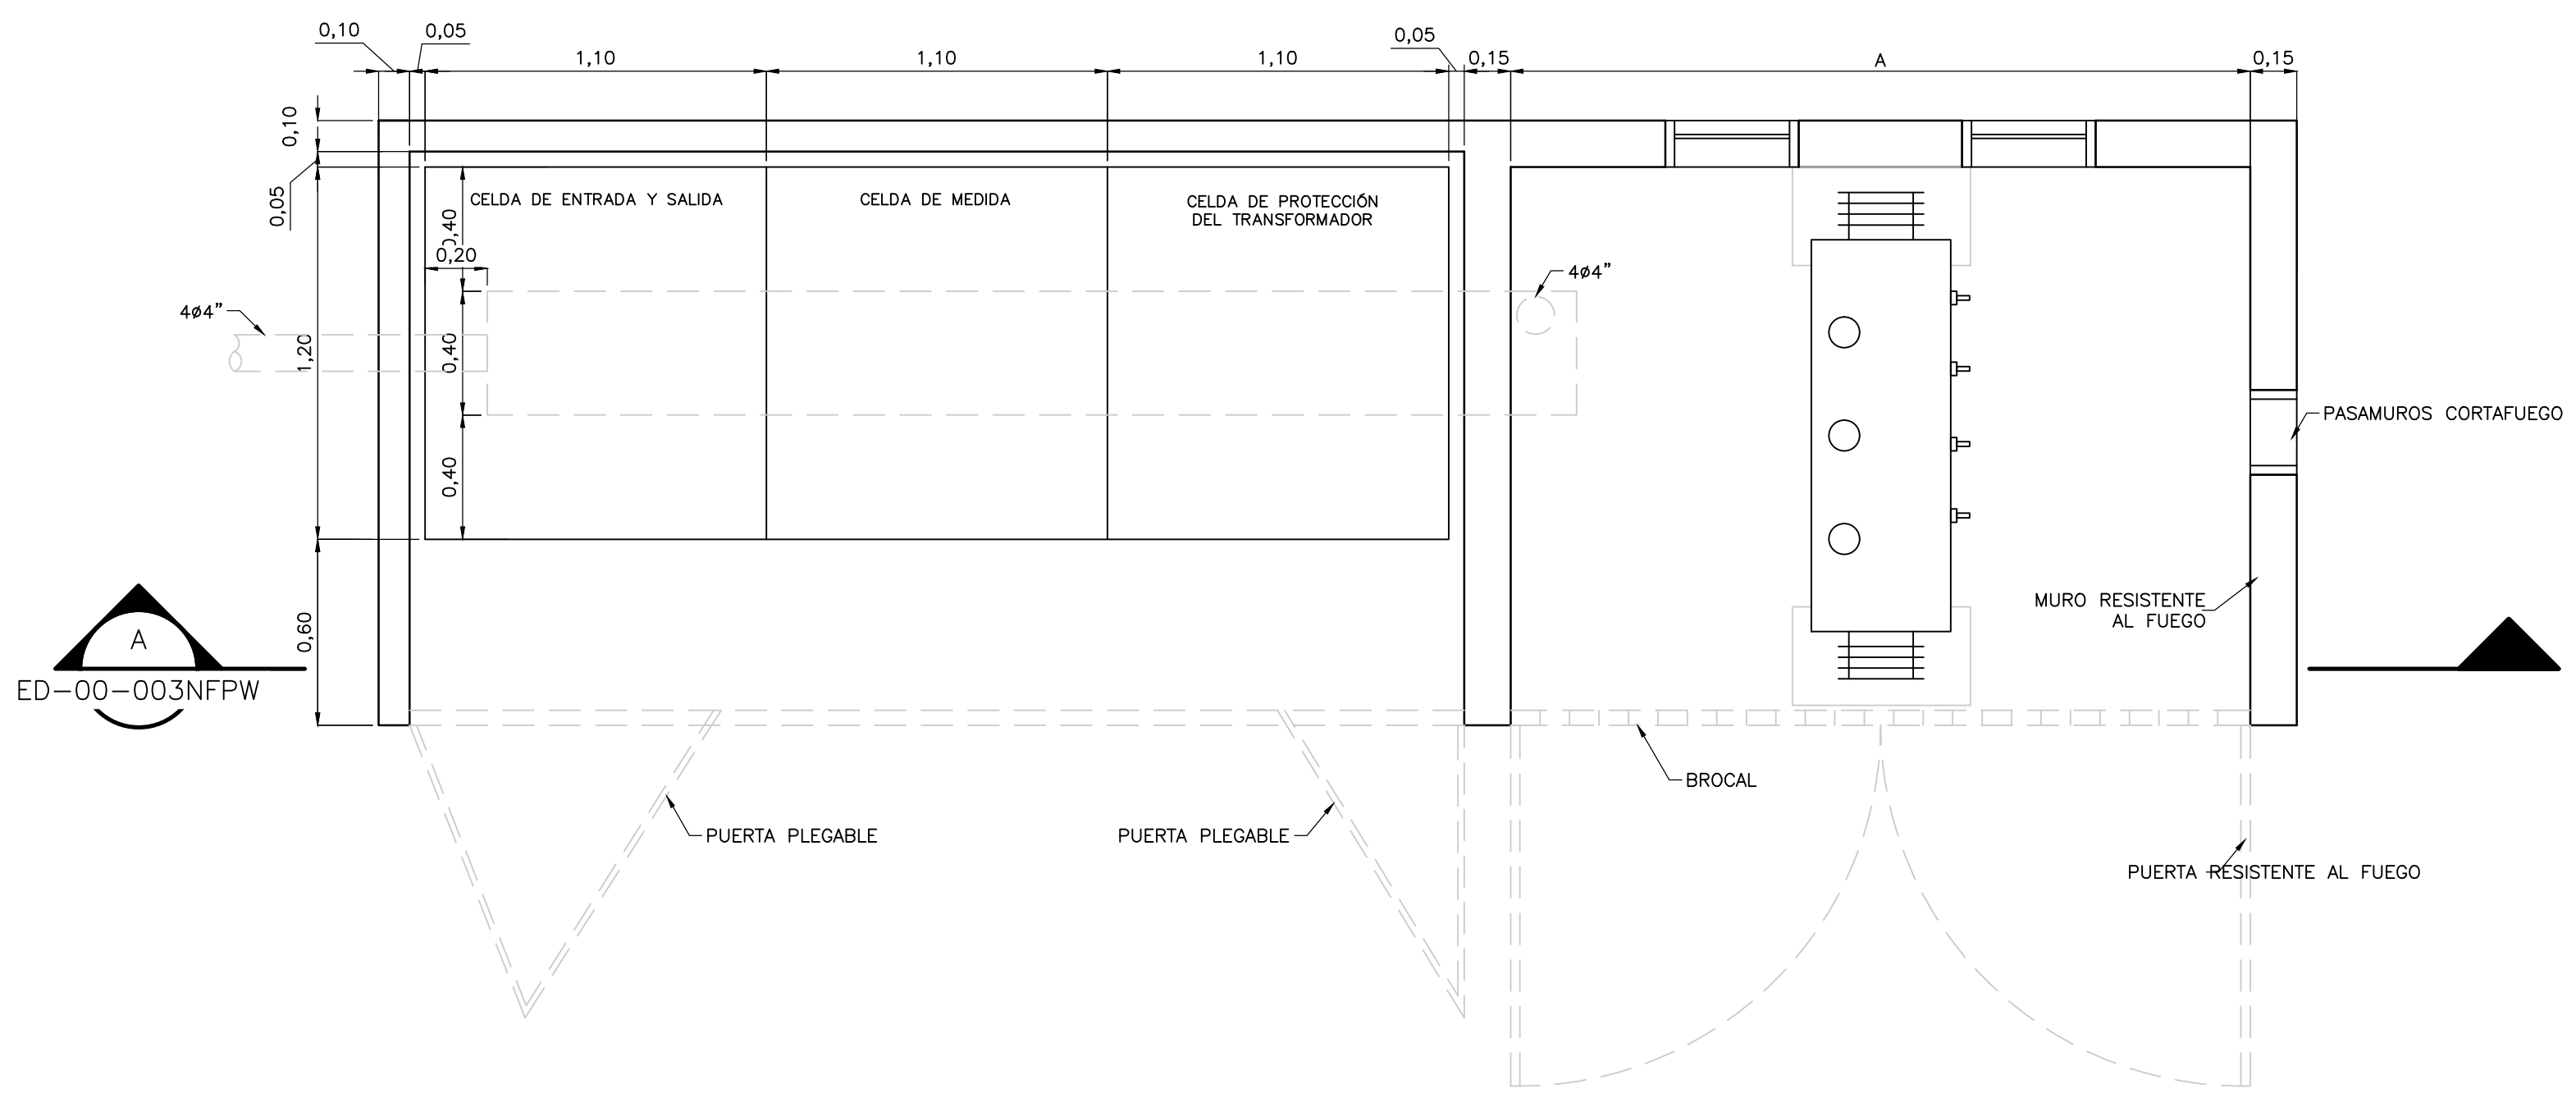 0,10
0,05
1,10
1,10
1,10
0,05
0,15
A
0,15
0,10
0,05
CELDA DE ENTRADA Y SALIDA
CELDA DE MEDIDA
CELDA DE PROTECCIÓN
DEL TRANSFORMADOR
0,40
0,20
4ø4"
4ø4"
1,20
0,40
0,40
PASAMUROS CORTAFUEGO
MURO RESISTENTE
AL FUEGO
0,60
A
ED-00-003NFPW
BROCAL
PUERTA PLEGABLE
PUERTA PLEGABLE
PUERTA RESISTENTE AL FUEGO